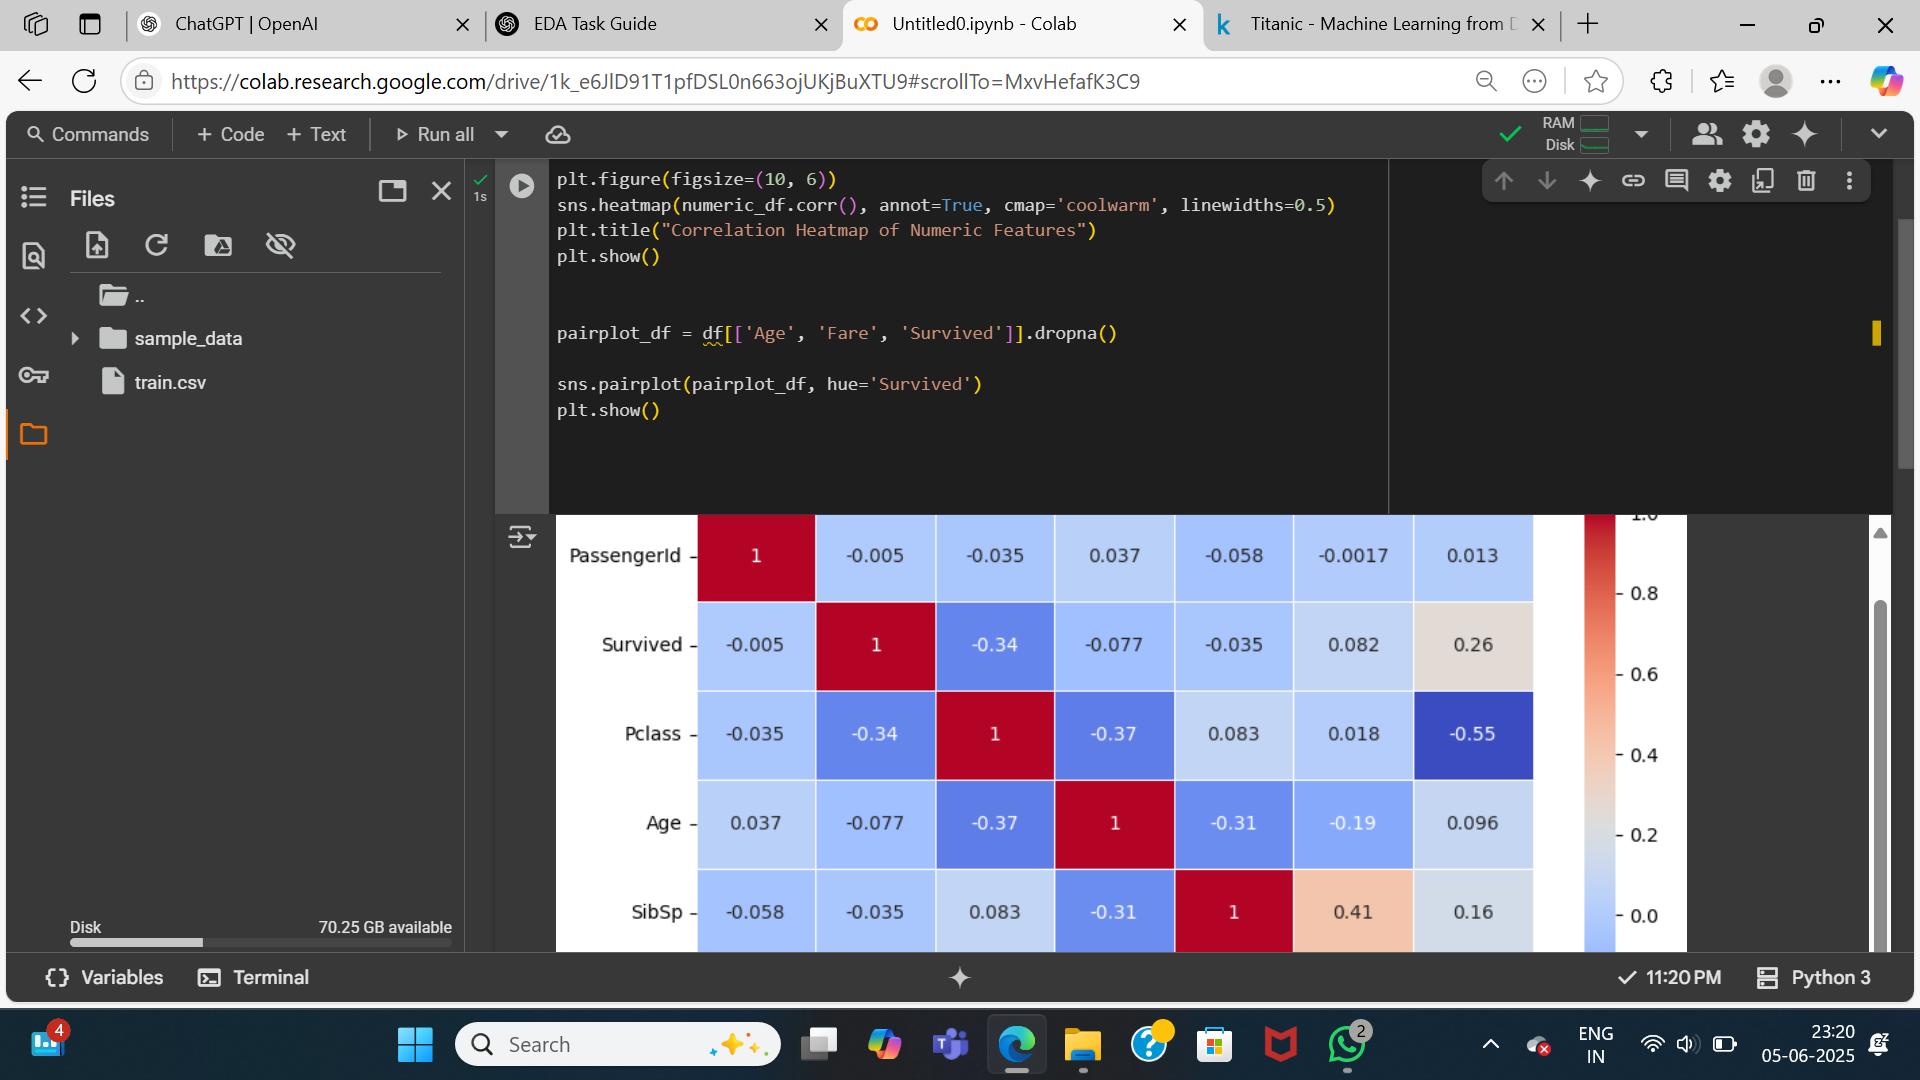 ChatGPT | OpenAI
EDA Task Guide
Untitled0.ipynb - Colab
Titanic - Machine Learning from D
https://colab.research.google.com/drive/1k_e6JlD91T1pfDSL0n663ojUKjBuXTU9#scrollTo=MxvHefafK3C9
Commands
+ Code
+ Text
Run all
RAM
Disk
Files
1s
..
sample_data
train.csv
Disk
70.25 GB available
plt.figure(figsize=(10, 6))
sns.heatmap(numeric_df.corr(), annot=True, cmap='coolwarm', linewidths=0.5)
plt.title("Correlation Heatmap of Numeric Features")
plt.show()
pairplot_df = df[['Age', 'Fare', 'Survived']].dropna()
sns.pairplot(pairplot_df, hue='Survived')
plt.show()
PassengerId 1 -0.005 -0.035 0.037 -0.058 -0.0017 0.013
Survived -0.005 1 -0.34 -0.077 -0.035 0.082 0.26
Pclass -0.035 -0.34 1 -0.37 0.083 0.018 -0.55
Age 0.037 -0.077 -0.37 1 -0.31 -0.19 0.096
SibSp -0.058 -0.035 0.083 -0.31 1 0.41 0.16
1.0
0.8
0.6
0.4
0.2
0.0
Variables
Terminal
11:20 PM
Python 3
4
Search
2
ENG
IN
23:20
05-06-2025